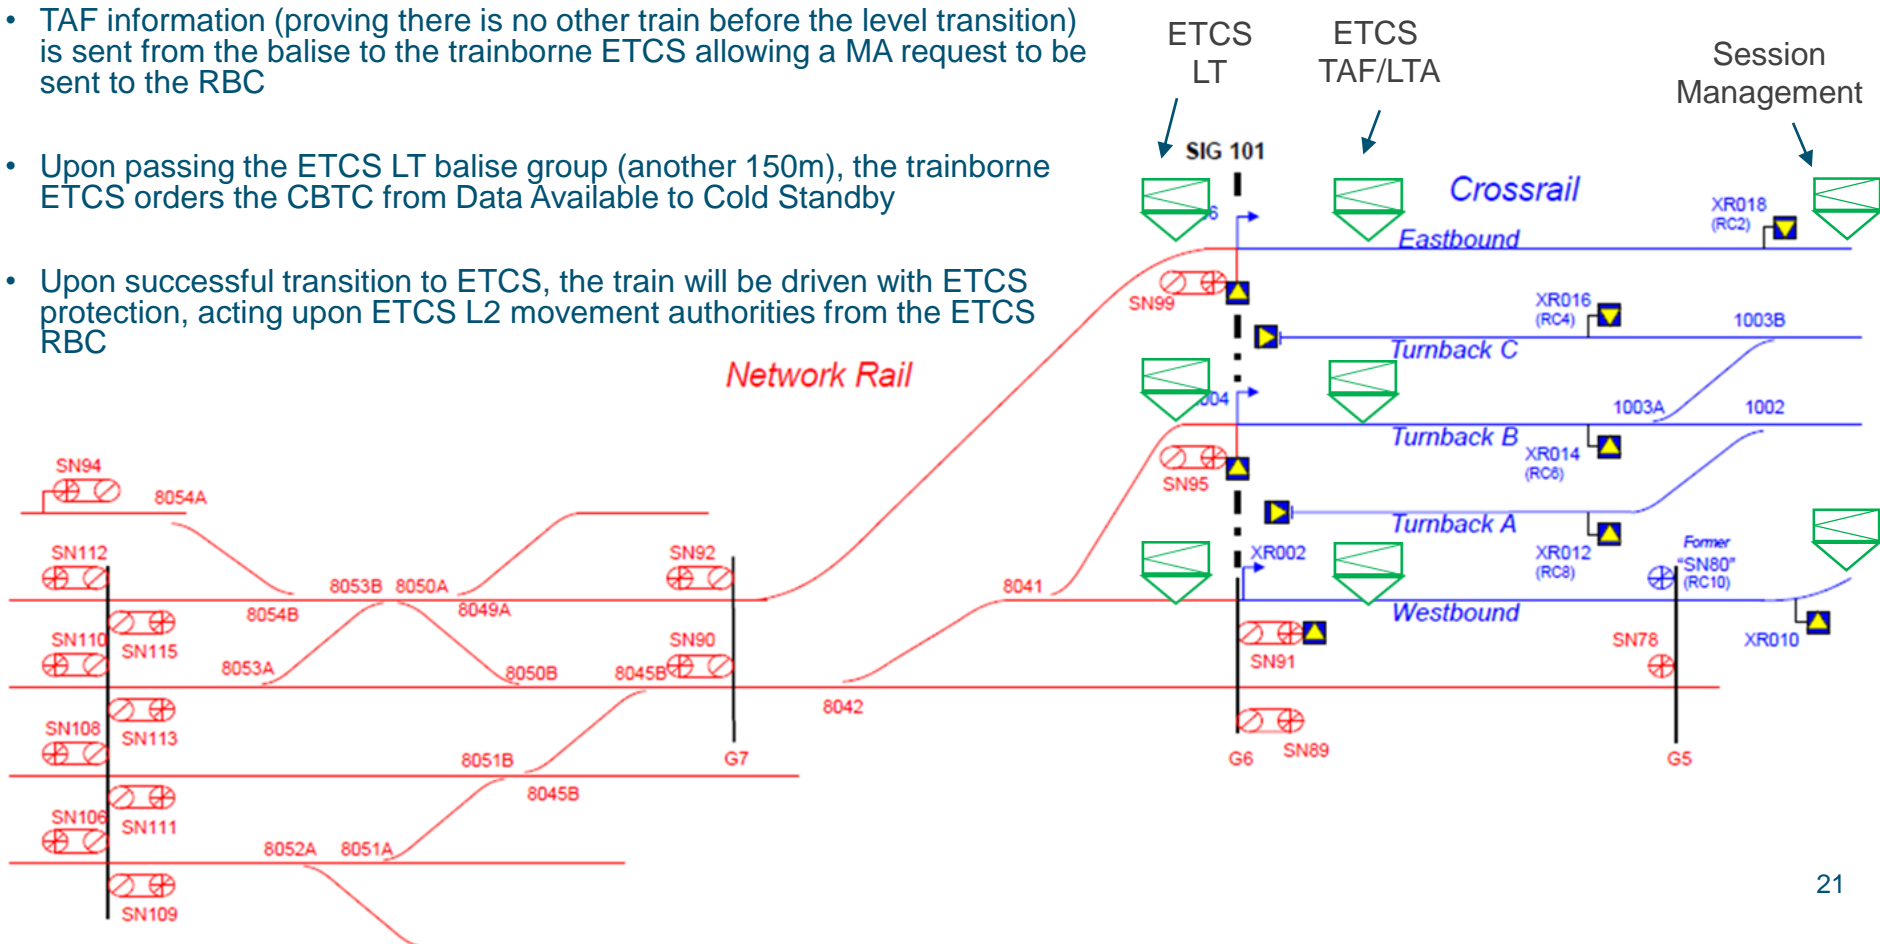 • TAF information (proving there is no other train before the level transition)
is sent from the balise to the trainborne ETCS allowing a MA request to be
sent to the RBC
• Upon passing the ETCS LT balise group (another 150m), the trainborne
ETCS orders the CBTC from Data Available to Cold Standby
• Upon successful transition to ETCS, the train will be driven with ETCS
protection, acting upon ETCS L2 movement authorities from the ETCS
RBC
ETCS
LT
ETCS
TAF/LTA
Session
Management
SIG 101
Crossrail
XR018
(RC2)
6
Eastbound
SN99
XR016
(RC4)
1003B
Turnback C
Network Rail
004
1003A
1002
Turnback B
XR014
(RC6)
SN95
SN94
8054A
Turnback A
XR012
(RC8)
Former
"SN80"
(RC10)
XR002
SN112
SN92
8053B
8050A
8041
8054B
8049A
Westbound
SN110
SN115
SN90
SN91
SN78
XR010
8053A
8050B
8045B
8042
SN108
SN113
SN89
G7
G6
G5
8051B
8045B
SN106
SN111
8052A
8051A
SN109
21